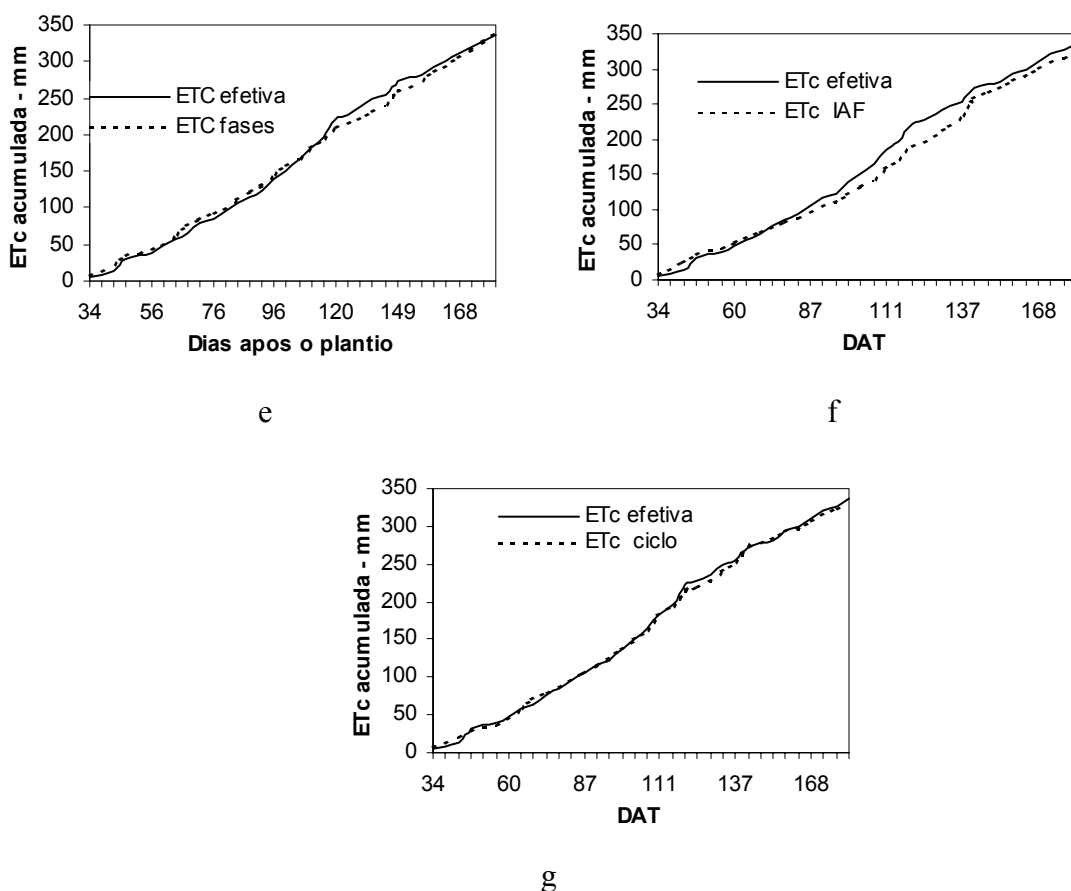 350
300
250
200
150
100
50
0
ETc acumulada - mm
ETC efetiva
ETC fases
34 56 76 96 120 149 168
Dias apos o plantio
e
350
300
250
200
150
100
50
0
ETc acumulada - mm
ETc efetiva
ETc IAF
34 60 87 111 137 168
DAT
f
350
300
250
200
150
100
50
0
ETc acumulada - mm
ETc efetiva
ETc ciclo
34 60 87 111 137 168
DAT
g